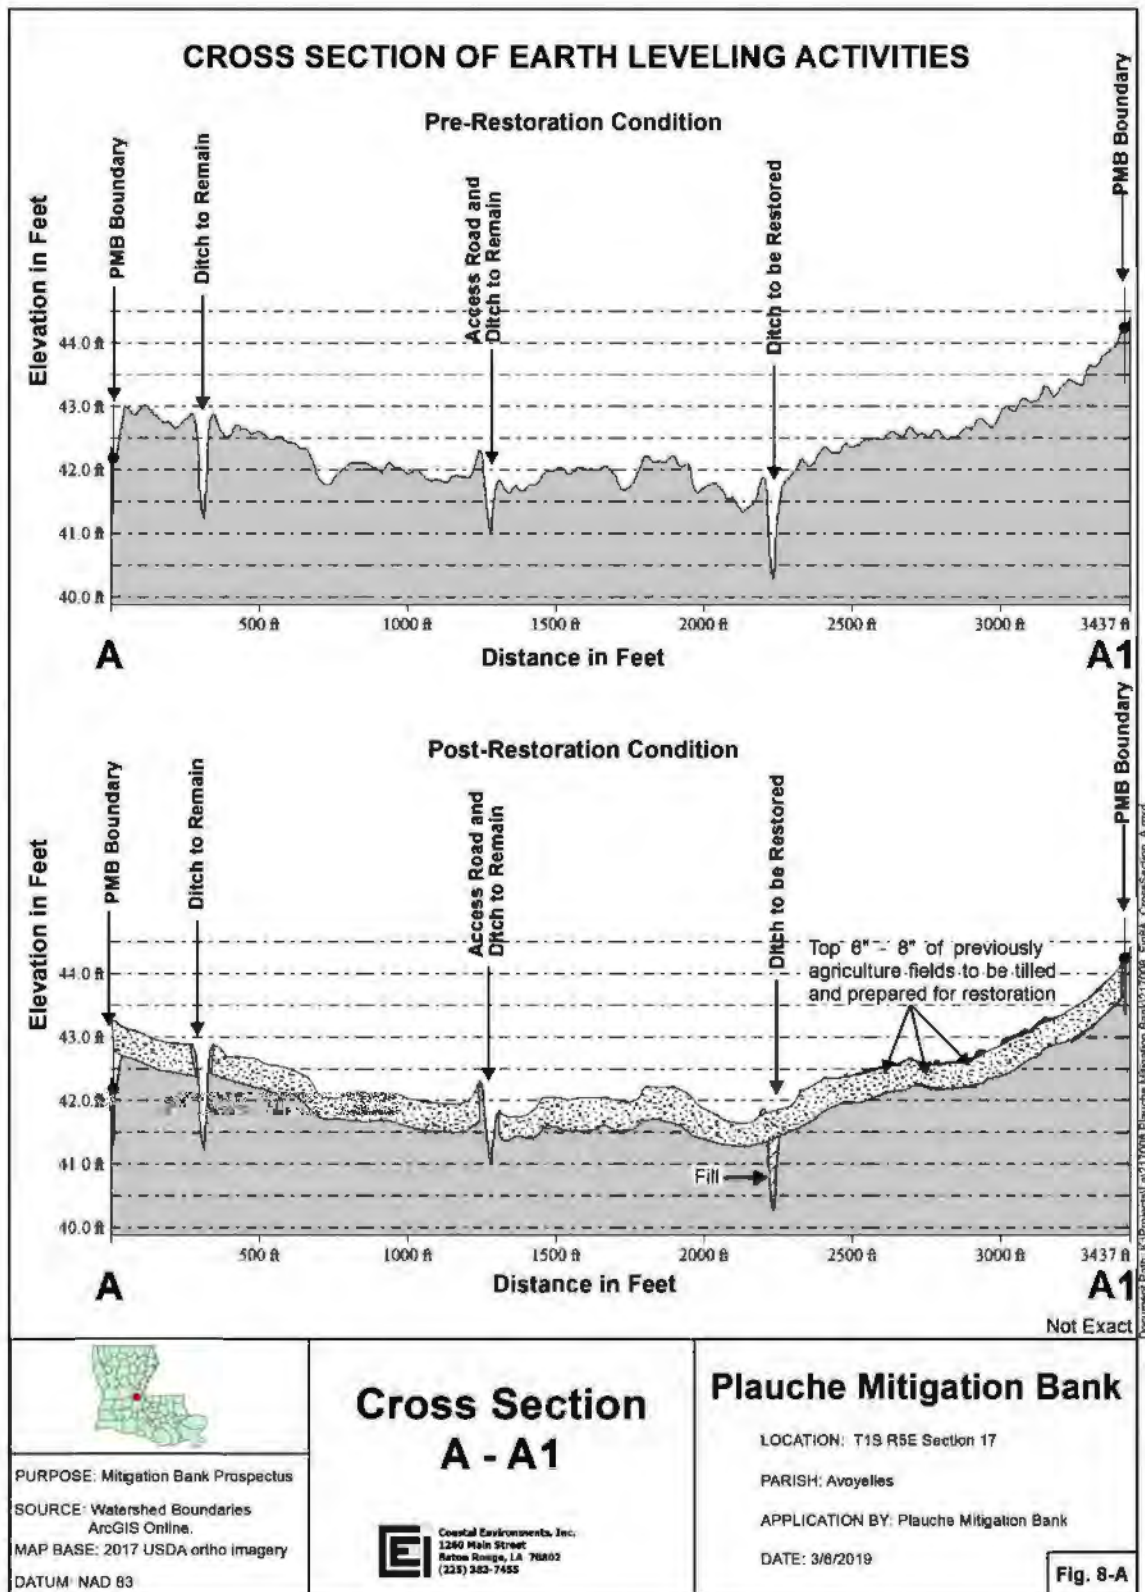 CROSS SECTION OF EARTH LEVELING ACTIVITIES
Pre-Restoration Condition
PMB Boundary
Ditch to Remain
Access Road and
Ditch to Remain
Ditch to be Restored
PMB Boundary
Elevation in Feet
44.0 ft
43.0 ft
42.0 ft
41.0 ft
40.0 ft
500 ft
1000 ft
1500 ft
2000 ft
2500 ft
3000 ft
3437 ft
A
Distance in Feet
A1
Post-Restoration Condition
PMB Boundary
Ditch to Remain
Access Road and
Ditch to Remain
Ditch to be Restored
PMB Boundary
Elevation in Feet
Top 6" - 8" of previously
agriculture fields to be tilled
and prepared for restoration
44.0 ft
43.0 ft
42.0 ft
41.0 ft
40.0 ft
Fill
500 ft
1000 ft
1500 ft
2000 ft
2500 ft
3000 ft
3437 ft
A
Distance in Feet
A1
Not Exact
Cross Section
A - A1
Plauche Mitigation Bank
LOCATION: T1S R5E Section 17
PARISH: Avoyelles
APPLICATION BY: Plauche Mitigation Bank
DATE: 3/6/2019
Fig. 8-A
PURPOSE: Mitigation Bank Prospectus
SOURCE: Watershed Boundaries
ArcGIS Online.
MAP BASE: 2017 USDA ortho imagery
DATUM: NAD 83
Coastal Environments, Inc.
1260 Main Street
Baton Rouge, LA 70802
(225) 383-7455